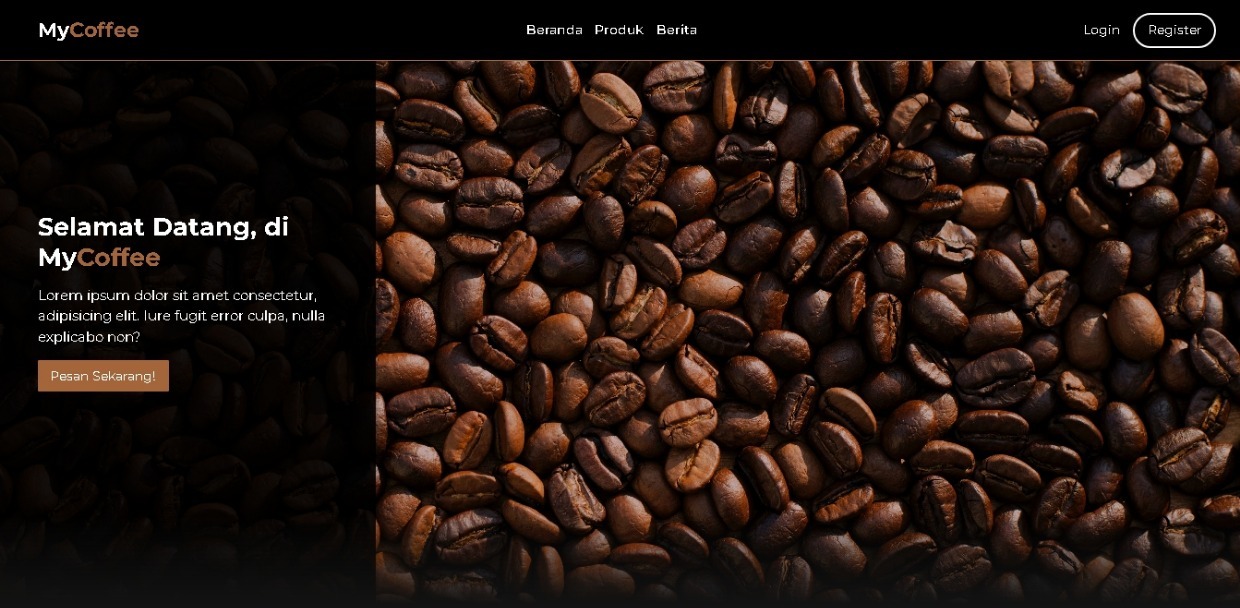 MyCoffee
Beranda Produk Berita
Login Register
Selamat Datang, di
MyCoffee
Lorem ipsum dolor sit amet consectetur,
adipisicing elit. Iure fugit error culpa, nulla
explicabo non?
Pesan Sekarang!